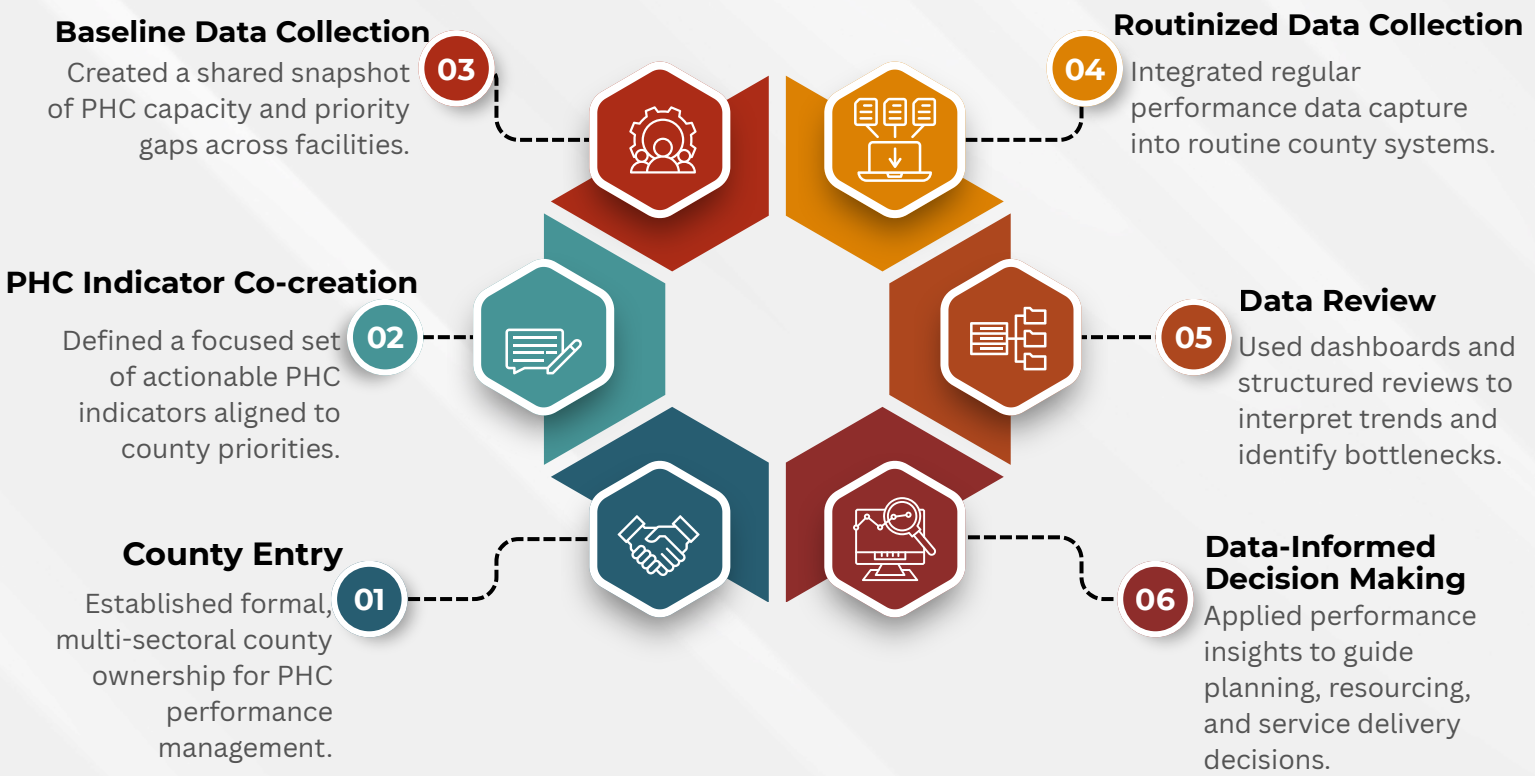 County Entry
01
Established formal,
multi-sectoral county
ownership for PHC
performance
management.
PHC Indicator Co-creation
02
Defined a focused set
of actionable PHC
indicators aligned to
county priorities.
Baseline Data Collection
03
Created a shared snapshot
of PHC capacity and priority
gaps across facilities.
Routinized Data Collection
04
Integrated regular
performance data capture
into routine county systems.
Data Review
05
Used dashboards and
structured reviews to
interpret trends and
identify bottlenecks.
Data-Informed
Decision Making
06
Applied performance
insights to guide
planning, resourcing,
and service delivery
decisions.